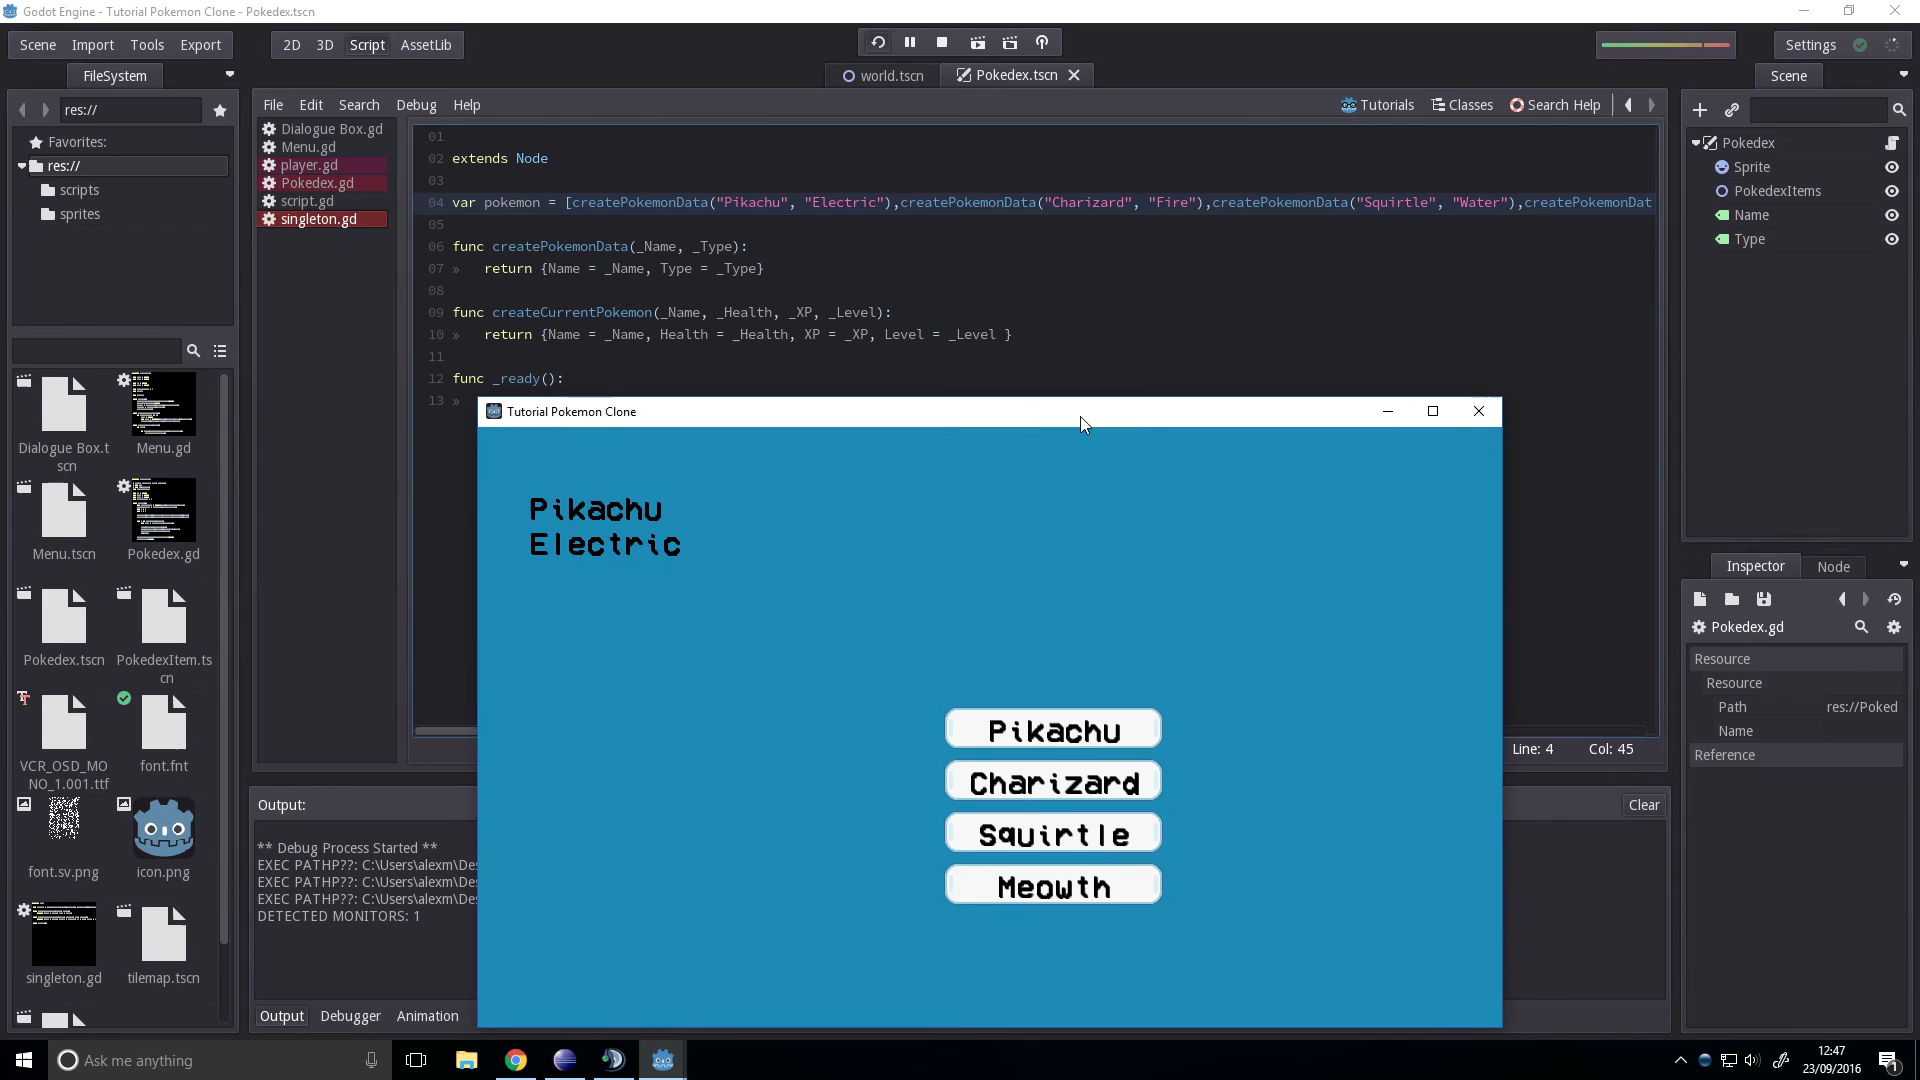 Godot Engine - Tutorial Pokemon Clone - Pokedex.tscn
Scene Import Tools Export 2D 3D Script AssetLib Settings
FileSystem world.tscn Pokedex.tscn Scene
res://
File Edit Search Debug Help Tutorials Classes Search Help
Favorites:
res://
scripts
sprites
Dialogue Box.gd
Menu.gd
player.gd
Pokedex.gd
script.gd
singleton.gd
01
02 extends Node
03
04 var pokemon = [createPokemonData("Pikachu", "Electric"),createPokemonData("Charizard", "Fire"),createPokemonData("Squirtle", "Water"),createPokemonDat
05
06 func createPokemonData(_Name, _Type):
07 » return {Name = _Name, Type = _Type}
08
09 func createCurrentPokemon(_Name, _Health, _XP, _Level):
10 » return {Name = _Name, Health = _Health, XP = _XP, Level = _Level }
11
12 func _ready():
13 »
Pokedex
Sprite
PokedexItems
Name
Type
Dialogue Box.t
scn
Menu.gd
Menu.tscn
Pokedex.gd
Pokedex.tscn
PokedexItem.ts
cn
VCR_OSD_MO
NO_1.001.ttf
font.fnt
font.sv.png
icon.png
singleton.gd
tilemap.tscn
Tutorial Pokemon Clone
Pikachu
Electric
Pikachu
Charizard
Squirtle
Meowth
Line: 4 Col: 45
Output: Clear
** Debug Process Started **
EXEC PATHP??: C:\Users\alexm\De
EXEC PATHP??: C:\Users\alexm\De
EXEC PATHP??: C:\Users\alexm\De
DETECTED MONITORS: 1
Output Debugger Animation
Inspector Node
Pokedex.gd
Resource
Resource
Path res://Poked
Name
Reference
Ask me anything
12:47
23/09/2016
1